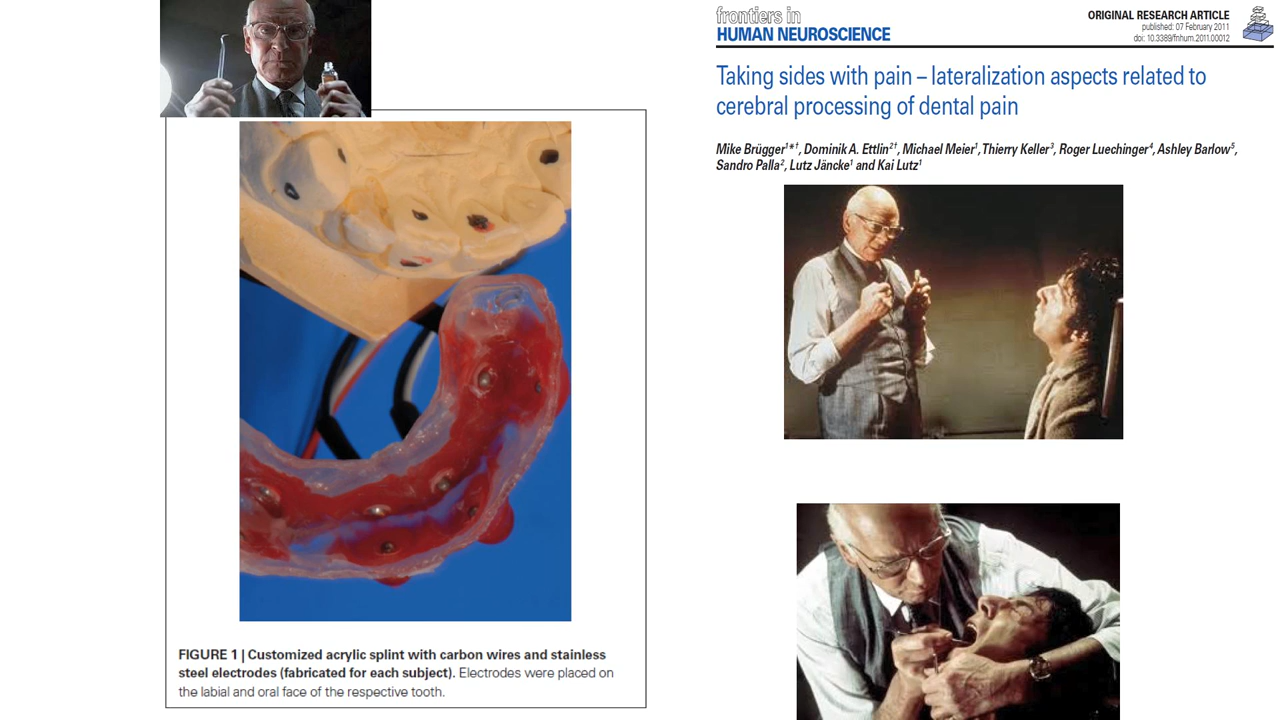 frontiers in
HUMAN NEUROSCIENCE
ORIGINAL RESEARCH ARTICLE
published: 07 February 2011
doi: 10.3389/fnhum.2011.00012
Taking sides with pain – lateralization aspects related to
cerebral processing of dental pain
Mike Brügger¹*†, Dominik A. Ettlin²†, Michael Meier¹, Thierry Keller³, Roger Luechinger⁴, Ashley Barlow⁵,
Sandro Palla², Lutz Jäncke¹ and Kai Lutz¹
FIGURE 1 | Customized acrylic splint with carbon wires and stainless
steel electrodes (fabricated for each subject). Electrodes were placed on
the labial and oral face of the respective tooth.